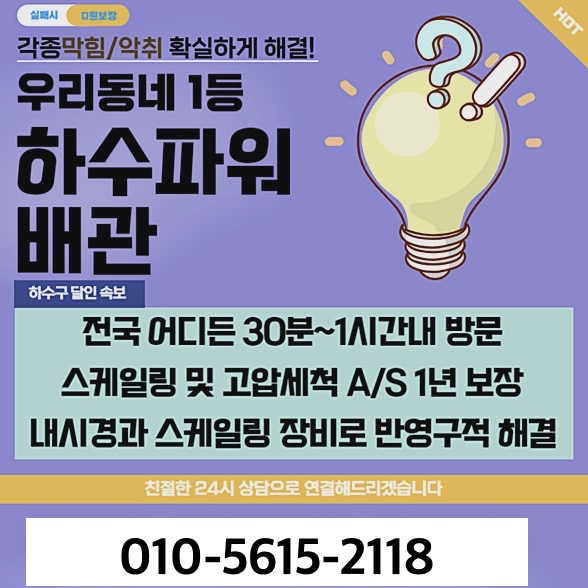 실패시 0원보장
HOT
각종막힘/악취 확실하게 해결!
우리동네 1등
하수파워
배관
하수구 달인 속보
전국 어디든 30분~1시간내 방문
스케일링 및 고압세척 A/S 1년 보장
내시경과 스케일링 장비로 반영구적 해결
친절한 24시 상담으로 연결해드리겠습니다
010-5615-2118